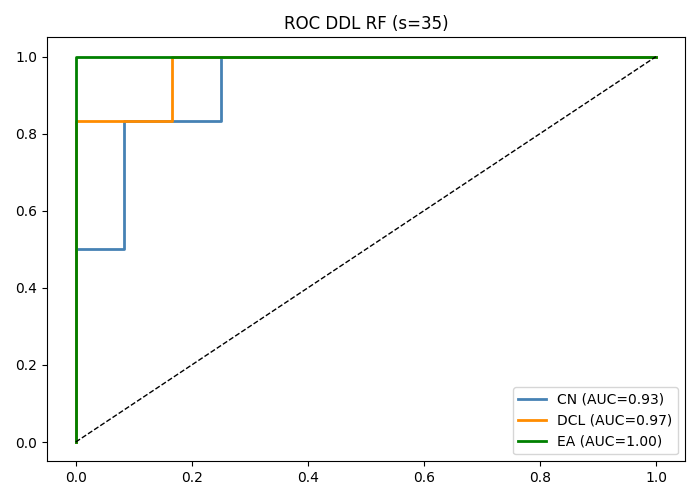 ROC DDL RF (s=35)
1.0
0.8
0.6
0.4
0.2
0.0
CN (AUC=0.93)
DCL (AUC=0.97)
EA (AUC=1.00)
0.0 0.2 0.4 0.6 0.8 1.0